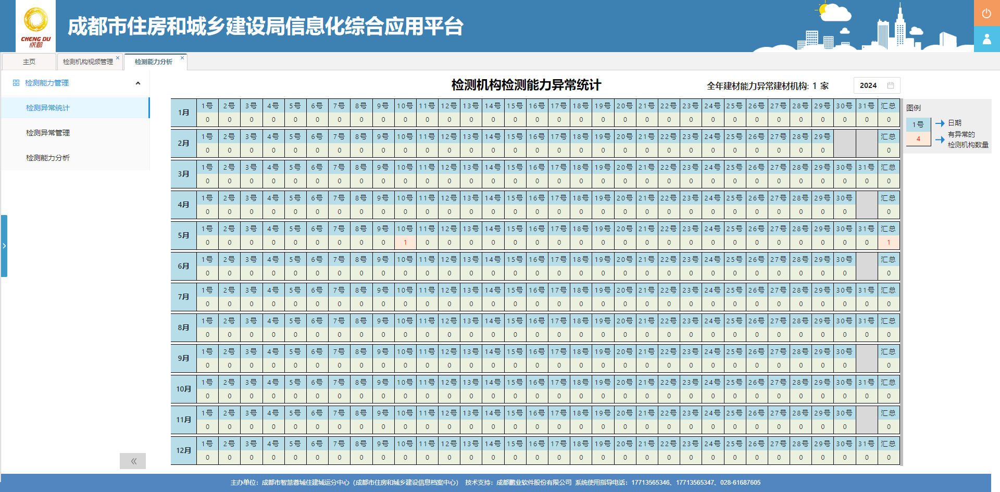 CHENG DU
成都
成都市住房和城乡建设局信息化综合应用平台
主页
检测机构视频管理
检测能力分析
检测能力管理
检测异常统计
检测异常管理
检测能力分析
检测机构检测能力异常统计
全年建材能力异常建材机构: 1 家
2024
1月 1号 2号 3号 4号 5号 6号 7号 8号 9号 10号 11号 12号 13号 14号 15号 16号 17号 18号 19号 20号 21号 22号 23号 24号 25号 26号 27号 28号 29号 30号 31号 汇总
0 0 0 0 0 0 0 0 0 0 0 0 0 0 0 0 0 0 0 0 0 0 0 0 0 0 0 0 0 0 0 0
2月 1号 2号 3号 4号 5号 6号 7号 8号 9号 10号 11号 12号 13号 14号 15号 16号 17号 18号 19号 20号 21号 22号 23号 24号 25号 26号 27号 28号 29号 汇总
0 0 0 0 0 0 0 0 0 0 0 0 0 0 0 0 0 0 0 0 0 0 0 0 0 0 0 0 0 0
3月 1号 2号 3号 4号 5号 6号 7号 8号 9号 10号 11号 12号 13号 14号 15号 16号 17号 18号 19号 20号 21号 22号 23号 24号 25号 26号 27号 28号 29号 30号 31号 汇总
0 0 0 0 0 0 0 0 0 0 0 0 0 0 0 0 0 0 0 0 0 0 0 0 0 0 0 0 0 0 0 0
4月 1号 2号 3号 4号 5号 6号 7号 8号 9号 10号 11号 12号 13号 14号 15号 16号 17号 18号 19号 20号 21号 22号 23号 24号 25号 26号 27号 28号 29号 30号 汇总
0 0 0 0 0 0 0 0 0 0 0 0 0 0 0 0 0 0 0 0 0 0 0 0 0 0 0 0 0 0 0
5月 1号 2号 3号 4号 5号 6号 7号 8号 9号 10号 11号 12号 13号 14号 15号 16号 17号 18号 19号 20号 21号 22号 23号 24号 25号 26号 27号 28号 29号 30号 31号 汇总
0 0 0 0 0 0 0 0 0 1 0 0 0 0 0 0 0 0 0 0 0 0 0 0 0 0 0 0 0 0 0 1
6月 1号 2号 3号 4号 5号 6号 7号 8号 9号 10号 11号 12号 13号 14号 15号 16号 17号 18号 19号 20号 21号 22号 23号 24号 25号 26号 27号 28号 29号 30号 汇总
0 0 0 0 0 0 0 0 0 0 0 0 0 0 0 0 0 0 0 0 0 0 0 0 0 0 0 0 0 0 0
7月 1号 2号 3号 4号 5号 6号 7号 8号 9号 10号 11号 12号 13号 14号 15号 16号 17号 18号 19号 20号 21号 22号 23号 24号 25号 26号 27号 28号 29号 30号 31号 汇总
0 0 0 0 0 0 0 0 0 0 0 0 0 0 0 0 0 0 0 0 0 0 0 0 0 0 0 0 0 0 0 0
8月 1号 2号 3号 4号 5号 6号 7号 8号 9号 10号 11号 12号 13号 14号 15号 16号 17号 18号 19号 20号 21号 22号 23号 24号 25号 26号 27号 28号 29号 30号 31号 汇总
0 0 0 0 0 0 0 0 0 0 0 0 0 0 0 0 0 0 0 0 0 0 0 0 0 0 0 0 0 0 0 0
9月 1号 2号 3号 4号 5号 6号 7号 8号 9号 10号 11号 12号 13号 14号 15号 16号 17号 18号 19号 20号 21号 22号 23号 24号 25号 26号 27号 28号 29号 30号 汇总
0 0 0 0 0 0 0 0 0 0 0 0 0 0 0 0 0 0 0 0 0 0 0 0 0 0 0 0 0 0 0
10月 1号 2号 3号 4号 5号 6号 7号 8号 9号 10号 11号 12号 13号 14号 15号 16号 17号 18号 19号 20号 21号 22号 23号 24号 25号 26号 27号 28号 29号 30号 31号 汇总
0 0 0 0 0 0 0 0 0 0 0 0 0 0 0 0 0 0 0 0 0 0 0 0 0 0 0 0 0 0 0 0
11月 1号 2号 3号 4号 5号 6号 7号 8号 9号 10号 11号 12号 13号 14号 15号 16号 17号 18号 19号 20号 21号 22号 23号 24号 25号 26号 27号 28号 29号 30号 汇总
0 0 0 0 0 0 0 0 0 0 0 0 0 0 0 0 0 0 0 0 0 0 0 0 0 0 0 0 0 0 0
12月 1号 2号 3号 4号 5号 6号 7号 8号 9号 10号 11号 12号 13号 14号 15号 16号 17号 18号 19号 20号 21号 22号 23号 24号 25号 26号 27号 28号 29号 30号 31号 汇总
0 0 0 0 0 0 0 0 0 0 0 0 0 0 0 0 0 0 0 0 0 0 0 0 0 0 0 0 0 0 0 0
图例
1号 日期
4 有异常的
检测机构数量
主办单位：成都市智慧蓉城住建城运分中心（成都市住房和城乡建设信息档案中心） 技术支持：成都鹏业软件股份有限公司 系统使用指导电话：17713565346、17713565347、028-61687605